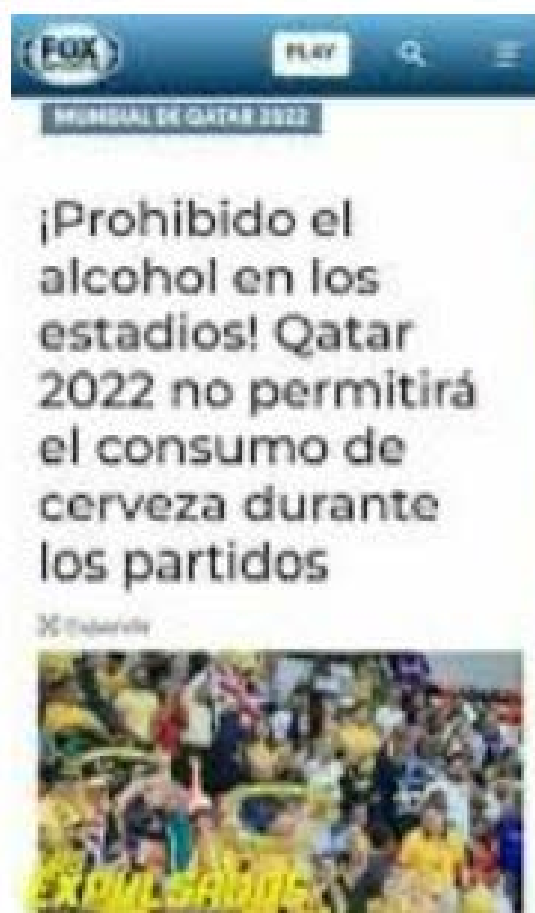 FOX
PLAY
MUNDIAL DE QATAR 2022
¡Prohibido el
alcohol en los
estadios! Qatar
2022 no permitirá
el consumo de
cerveza durante
los partidos
EXPULSADOS